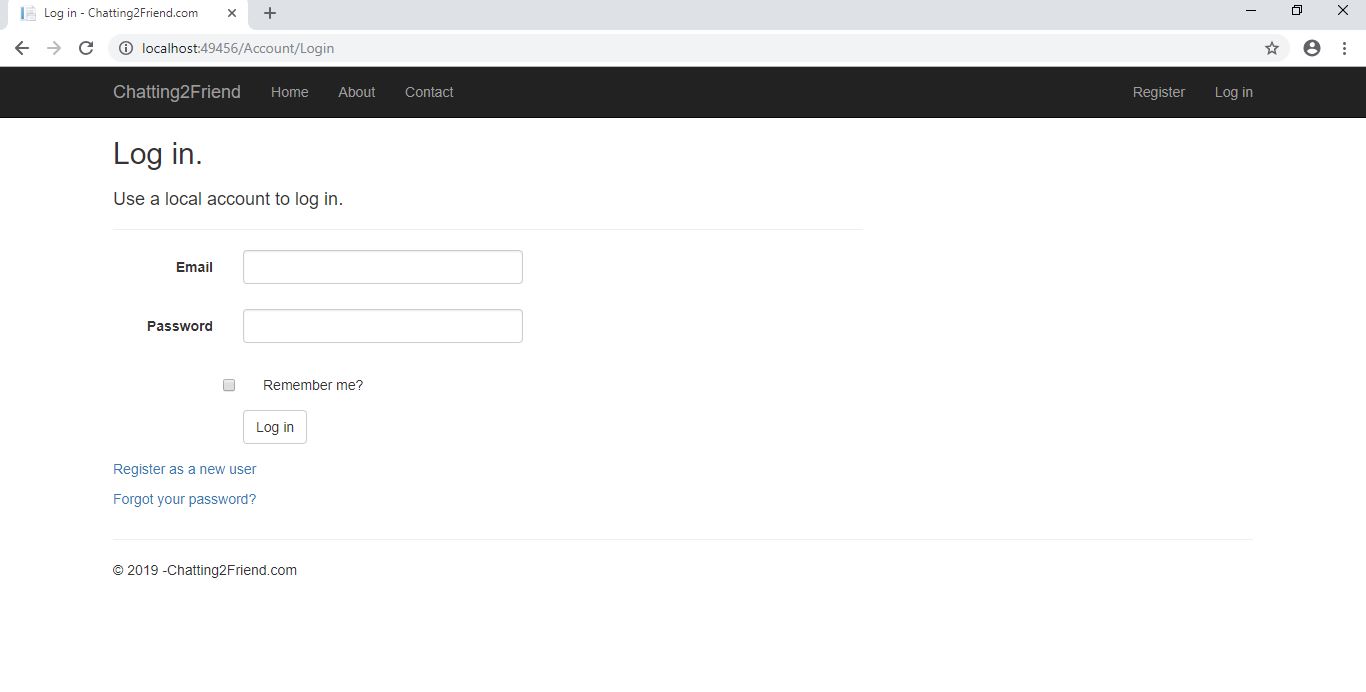 Log in - Chatting2Friend.com
localhost:49456/Account/Login
Chatting2Friend Home About Contact Register Log in
Log in.
Use a local account to log in.
Email
Password
Remember me?
Log in
Register as a new user
Forgot your password?
© 2019 -Chatting2Friend.com